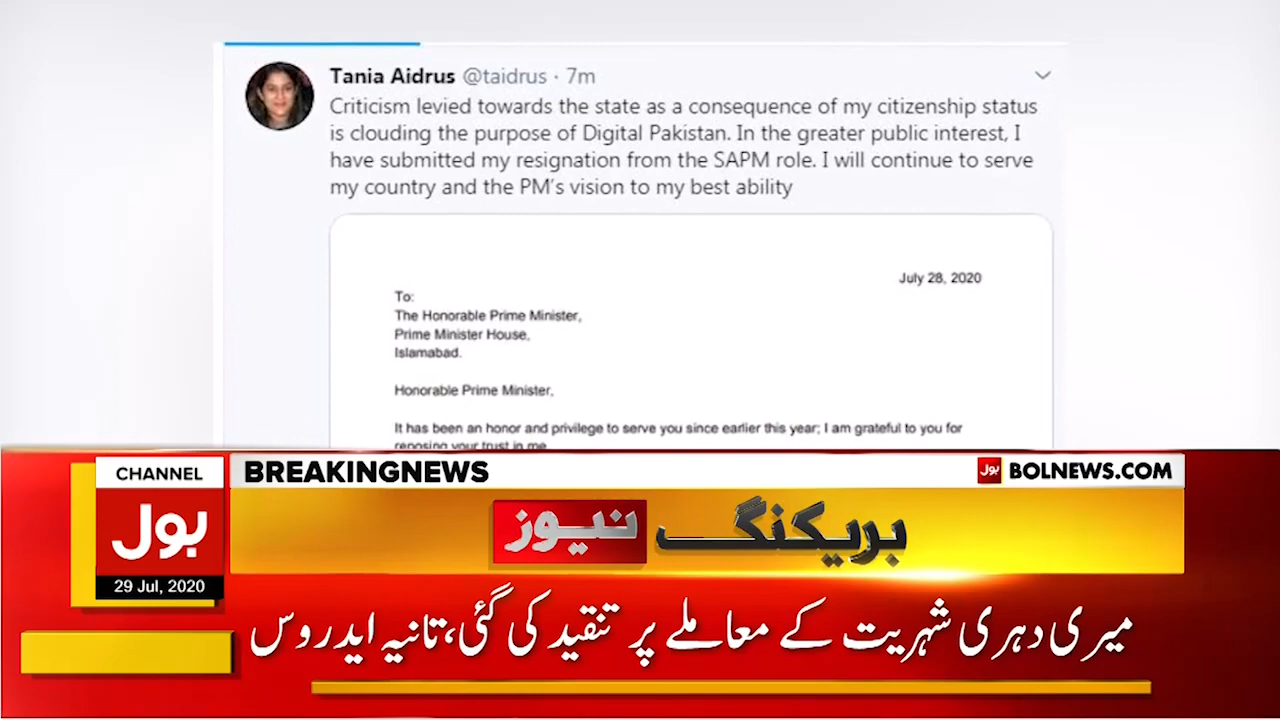 Tania Aidrus @taidrus · 7m
Criticism levied towards the state as a consequence of my citizenship status
is clouding the purpose of Digital Pakistan. In the greater public interest, I
have submitted my resignation from the SAPM role. I will continue to serve
my country and the PM's vision to my best ability
July 28, 2020
To:
The Honorable Prime Minister,
Prime Minister House,
Islamabad.
Honorable Prime Minister,
It has been an honor and privilege to serve you since earlier this year; I am grateful to you for
reposing your trust in me
CHANNEL
بول
29 Jul, 2020
BREAKINGNEWS
بول BOLNEWS.COM
بریکنگ نیوز
میری دہری شہریت کے معاملے پر تنقید کی گئی، تانیہ ایدروس